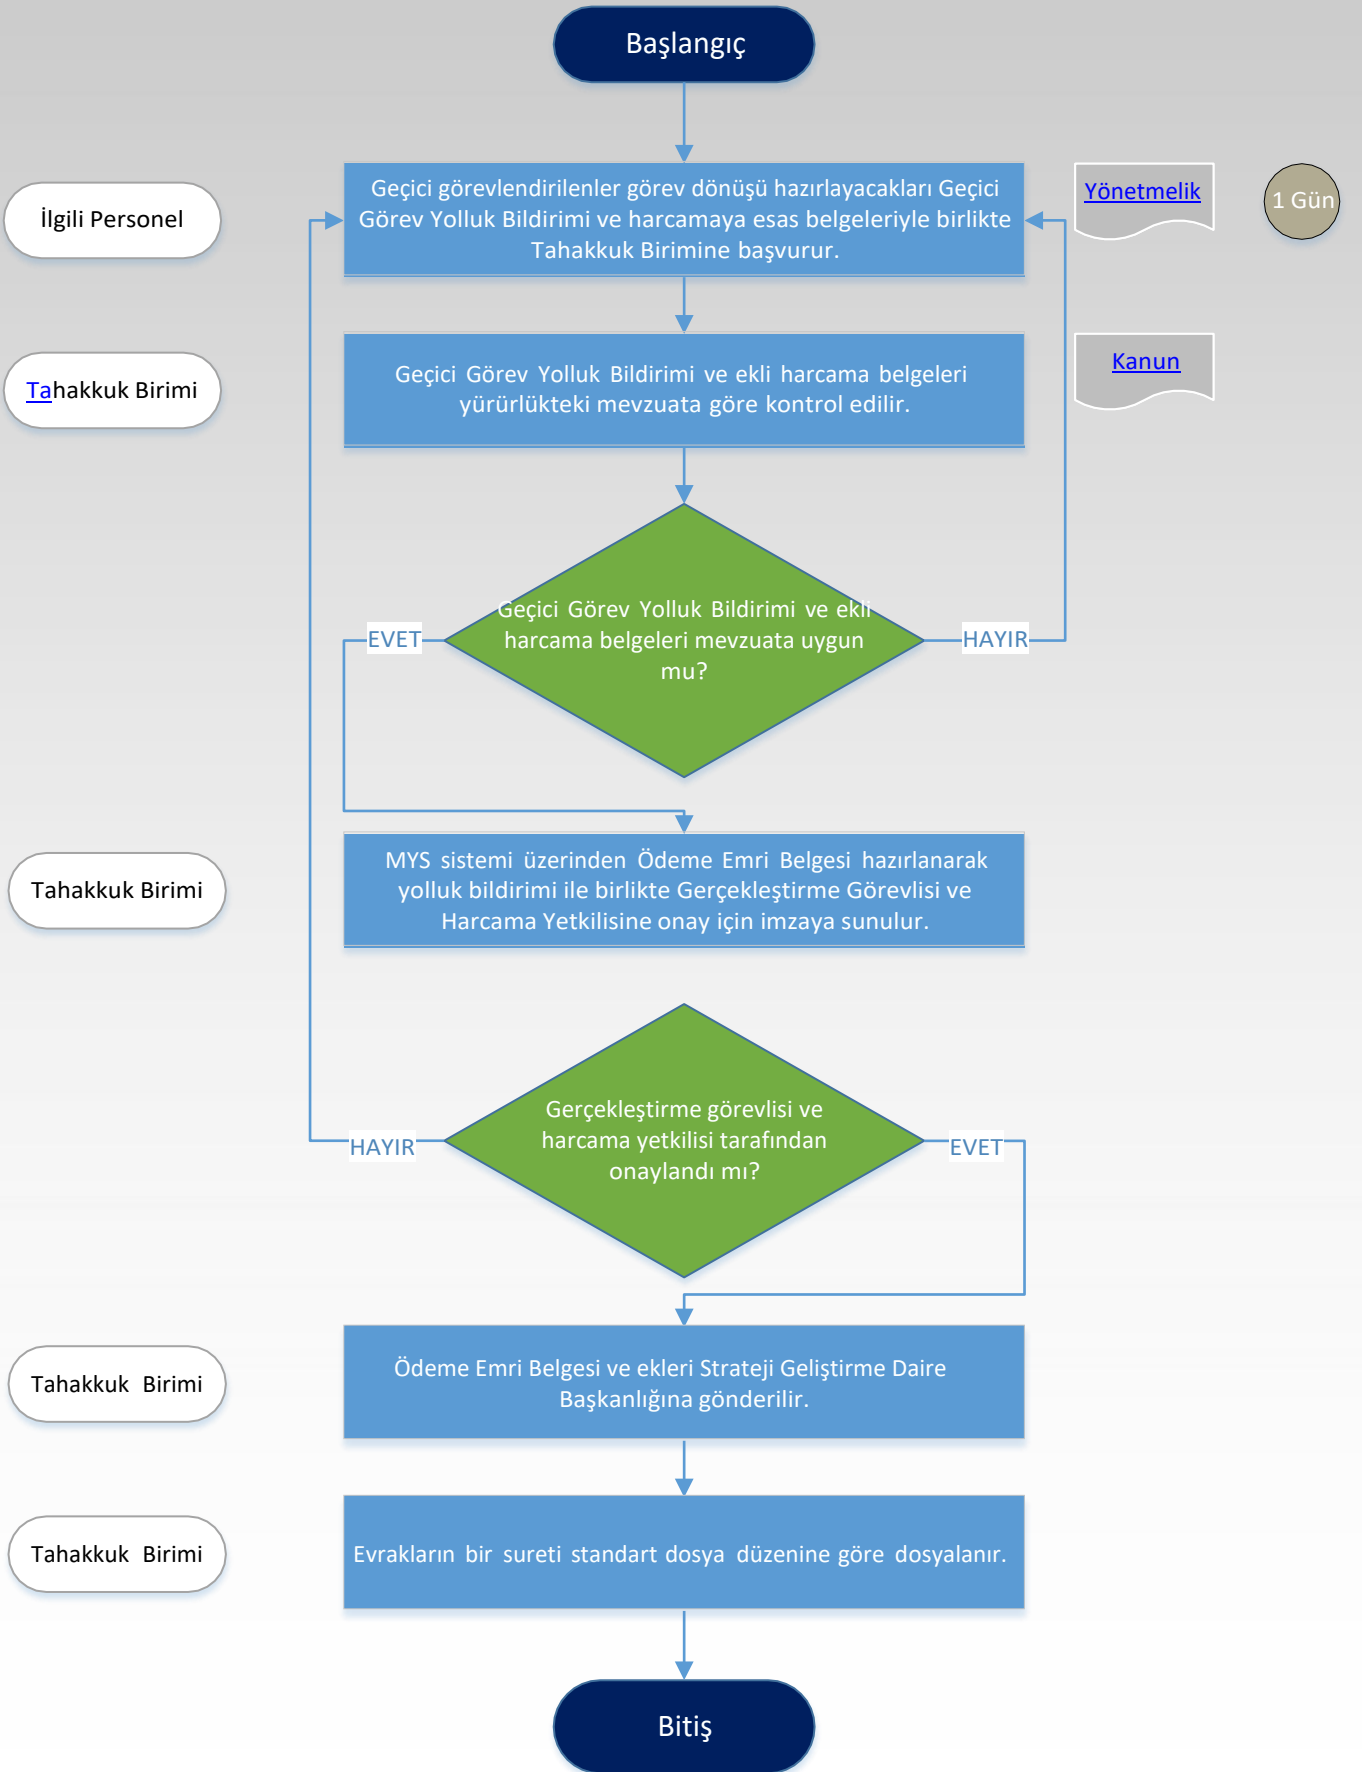 Başlangıç
İlgili Personel
Geçici görevlendirilenler görev dönüşü hazırlayacakları Geçici
Görev Yolluk Bildirimi ve harcamaya esas belgeleriyle birlikte
Tahakkuk Birimine başvurur.
Yönetmelik
1 Gün
Tahakkuk Birimi
Geçici Görev Yolluk Bildirimi ve ekli harcama belgeleri
yürürlükteki mevzuata göre kontrol edilir.
Kanun
Geçici Görev Yolluk Bildirimi ve ekli
harcama belgeleri mevzuata uygun
mu?
EVET
HAYIR
Tahakkuk Birimi
MYS sistemi üzerinden Ödeme Emri Belgesi hazırlanarak
yolluk bildirimi ile birlikte Gerçekleştirme Görevlisi ve
Harcama Yetkilisine onay için imzaya sunulur.
Gerçekleştirme görevlisi ve
harcama yetkilisi tarafından
onaylandı mı?
HAYIR
EVET
Tahakkuk Birimi
Ödeme Emri Belgesi ve ekleri Strateji Geliştirme Daire
Başkanlığına gönderilir.
Tahakkuk Birimi
Evrakların bir sureti standart dosya düzenine göre dosyalanır.
Bitiş